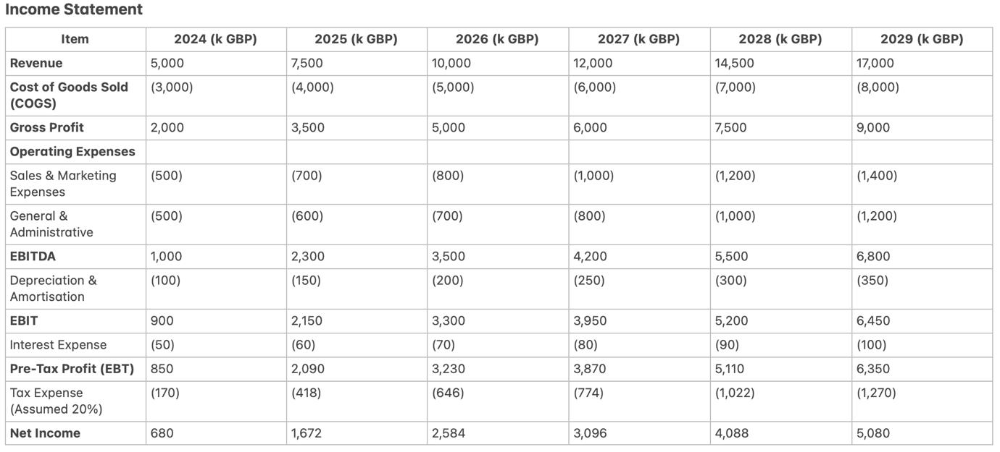 Income Statement
Item 2024 (k GBP) 2025 (k GBP) 2026 (k GBP) 2027 (k GBP) 2028 (k GBP) 2029 (k GBP)
Revenue 5,000 7,500 10,000 12,000 14,500 17,000
Cost of Goods Sold (3,000) (4,000) (5,000) (6,000) (7,000) (8,000)
(COGS)
Gross Profit 2,000 3,500 5,000 6,000 7,500 9,000
Operating Expenses
Sales & Marketing (500) (700) (800) (1,000) (1,200) (1,400)
Expenses
General & (500) (600) (700) (800) (1,000) (1,200)
Administrative
EBITDA 1,000 2,300 3,500 4,200 5,500 6,800
Depreciation & (100) (150) (200) (250) (300) (350)
Amortisation
EBIT 900 2,150 3,300 3,950 5,200 6,450
Interest Expense (50) (60) (70) (80) (90) (100)
Pre-Tax Profit (EBT) 850 2,090 3,230 3,870 5,110 6,350
Tax Expense (170) (418) (646) (774) (1,022) (1,270)
(Assumed 20%)
Net Income 680 1,672 2,584 3,096 4,088 5,080